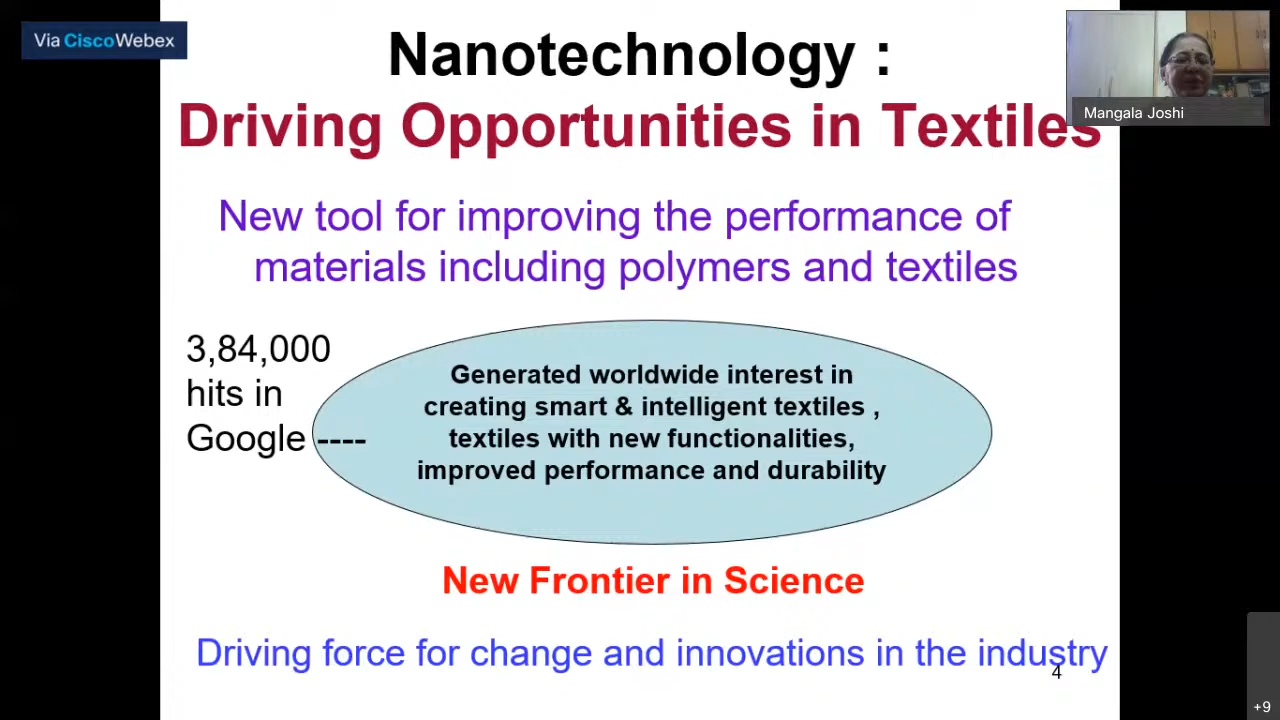 Via CiscoWebex
Nanotechnology :
Driving Opportunities in Textiles
Mangala Joshi
New tool for improving the performance of
materials including polymers and textiles
3,84,000
hits in
Google ----
Generated worldwide interest in
creating smart & intelligent textiles ,
textiles with new functionalities,
improved performance and durability
New Frontier in Science
Driving force for change and innovations in the industry
4
+9